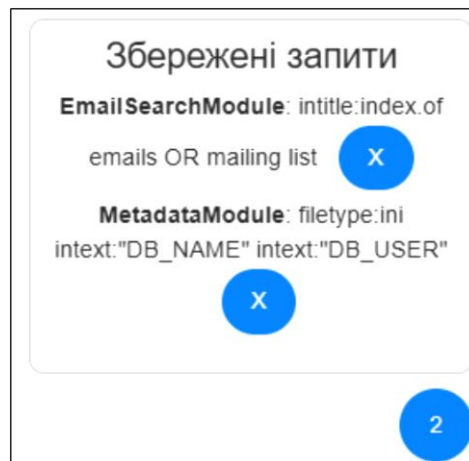 Збережені запити
EmailSearchModule: intitle:index.of
emails OR mailing list X
MetadataModule: filetype:ini
intext:"DB_NAME" intext:"DB_USER"
X
2